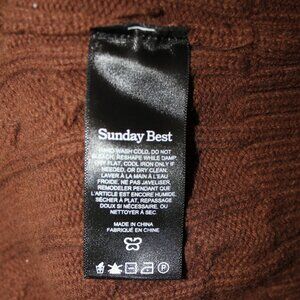 Sunday Best
HAND WASH COLD, DO NOT
BLEACH, RESHAPE WHILE DAMP,
DRY FLAT, COOL IRON ONLY IF
NEEDED, OR DRY CLEAN.
LAVER À LA MAIN À L'EAU
FROIDE, NE PAS JAVELISER,
REMODELER PENDANT QUE
L'ARTICLE EST ENCORE HUMIDE,
SÉCHER À PLAT, REPASSAGE
DOUX SI NÉCESSAIRE, OU
NETTOYER À SEC.
MADE IN CHINA
FABRIQUÉ EN CHINE
P